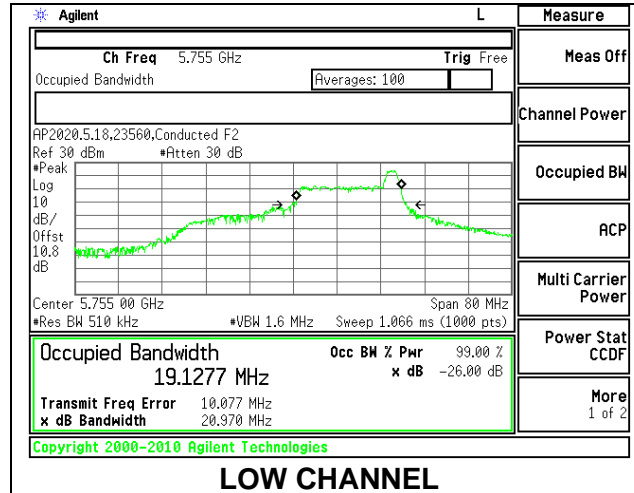 Agilent
L
Measure
Ch Freq 5.755 GHz
Trig Free
Occupied Bandwidth
Averages: 100
AP2020.5.18,23560,Conducted F2
Ref 30 dBm #Atten 30 dB
#Peak
Log
10
dB/
Offst
10.8
dB
Center 5.755 00 GHz Span 80 MHz
#Res BW 510 kHz #VBW 1.6 MHz Sweep 1.066 ms (1000 pts)
Occupied Bandwidth
19.1277 MHz
Occ BW % Pwr 99.00 %
x dB -26.00 dB
Transmit Freq Error 10.077 MHz
x dB Bandwidth 20.970 MHz
Copyright 2000-2010 Agilent Technologies
Meas Off
Channel Power
Occupied BW
ACP
Multi Carrier
Power
Power Stat
CCDF
More
1 of 2
LOW CHANNEL